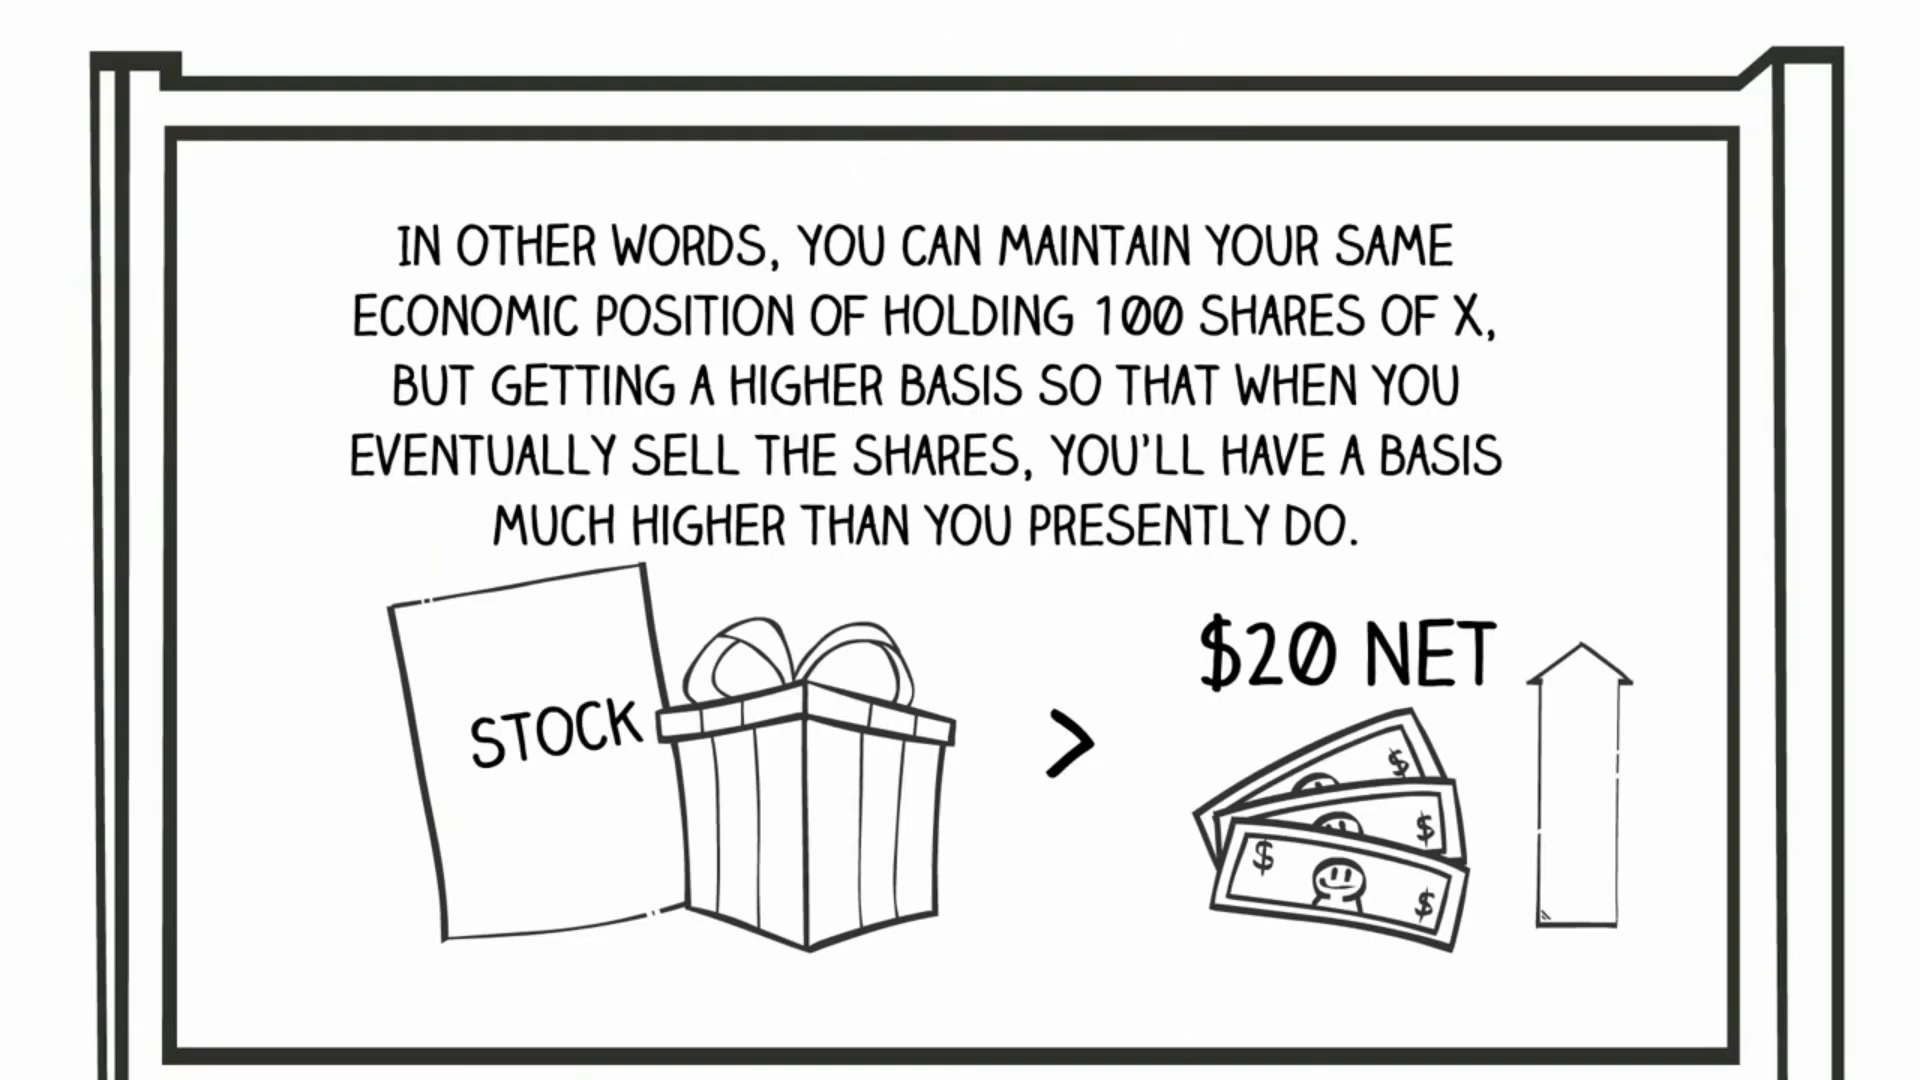 IN OTHER WORDS, YOU CAN MAINTAIN YOUR SAME
ECONOMIC POSITION OF HOLDING 100 SHARES OF X,
BUT GETTING A HIGHER BASIS SO THAT WHEN YOU
EVENTUALLY SELL THE SHARES, YOU'LL HAVE A BASIS
MUCH HIGHER THAN YOU PRESENTLY DO.
STOCK
>
$20 NET
$
$
$
$